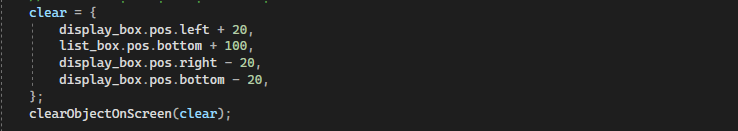 clear = {
display_box.pos.left + 20,
list_box.pos.bottom + 100,
display_box.pos.right - 20,
display_box.pos.bottom - 20,
};
clearObjectOnScreen(clear);